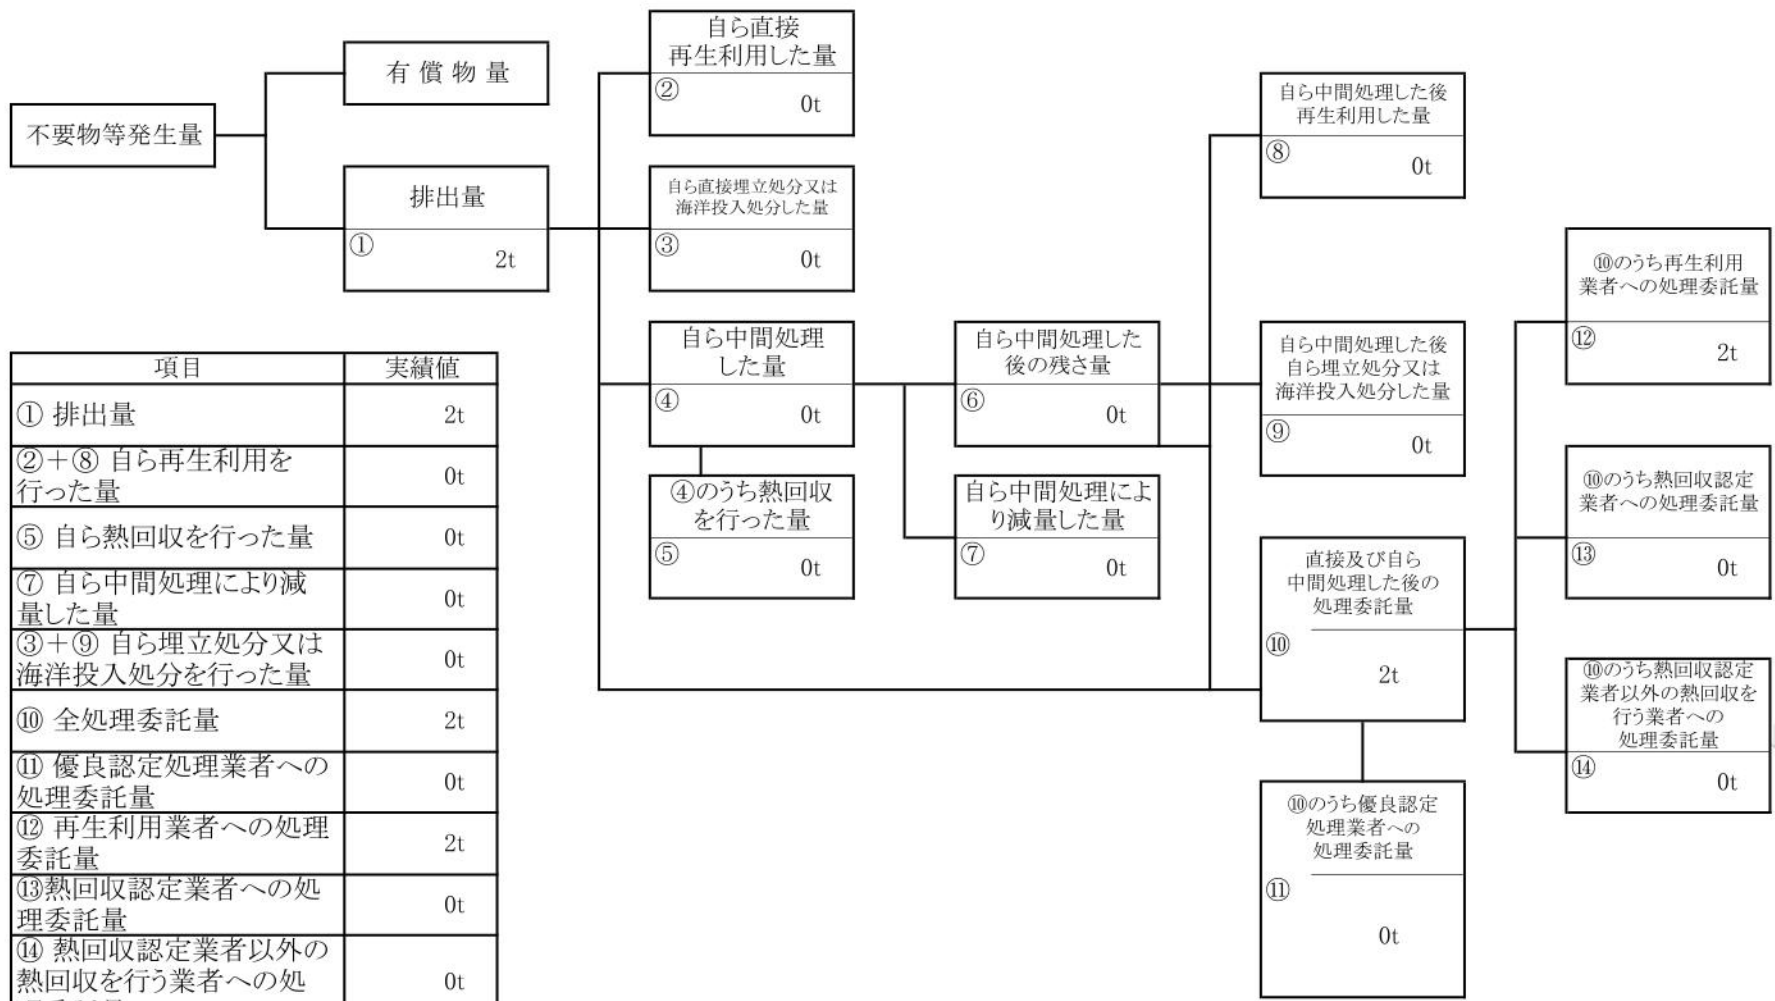 不要物等発生量
有償物量
排出量
①
2t
自ら直接
再生利用した量
②
0t
自ら直接埋立処分又は
海洋投入処分した量
③
0t
自ら中間処理
した量
④
0t
④のうち熱回収
を行った量
⑤
0t
自ら中間処理した
後の残さ量
⑥
0t
自ら中間処理によ
り減量した量
⑦
0t
自ら中間処理した後
再生利用した量
⑧
0t
自ら中間処理した後
自ら埋立処分又は
海洋投入処分した量
⑨
0t
直接及び自ら
中間処理した後の
処理委託量
⑩
2t
⑩のうち優良認定
処理業者への
処理委託量
⑪
0t
⑩のうち再生利用
業者への処理委託量
⑫
2t
⑩のうち熱回収認定
業者への処理委託量
⑬
0t
⑩のうち熱回収認定
業者以外の熱回収を
行う業者への
処理委託量
⑭
0t
項目 実績値
① 排出量 2t
②＋⑧ 自ら再生利用を
行った量 0t
⑤ 自ら熱回収を行った量 0t
⑦ 自ら中間処理により減
量した量 0t
③＋⑨ 自ら埋立処分又は
海洋投入処分を行った量 0t
⑩ 全処理委託量 2t
⑪ 優良認定処理業者への
処理委託量 0t
⑫ 再生利用業者への処理
委託量 2t
⑬熱回収認定業者への処
理委託量 0t
⑭ 熱回収認定業者以外の
熱回収を行う業者への処 0t